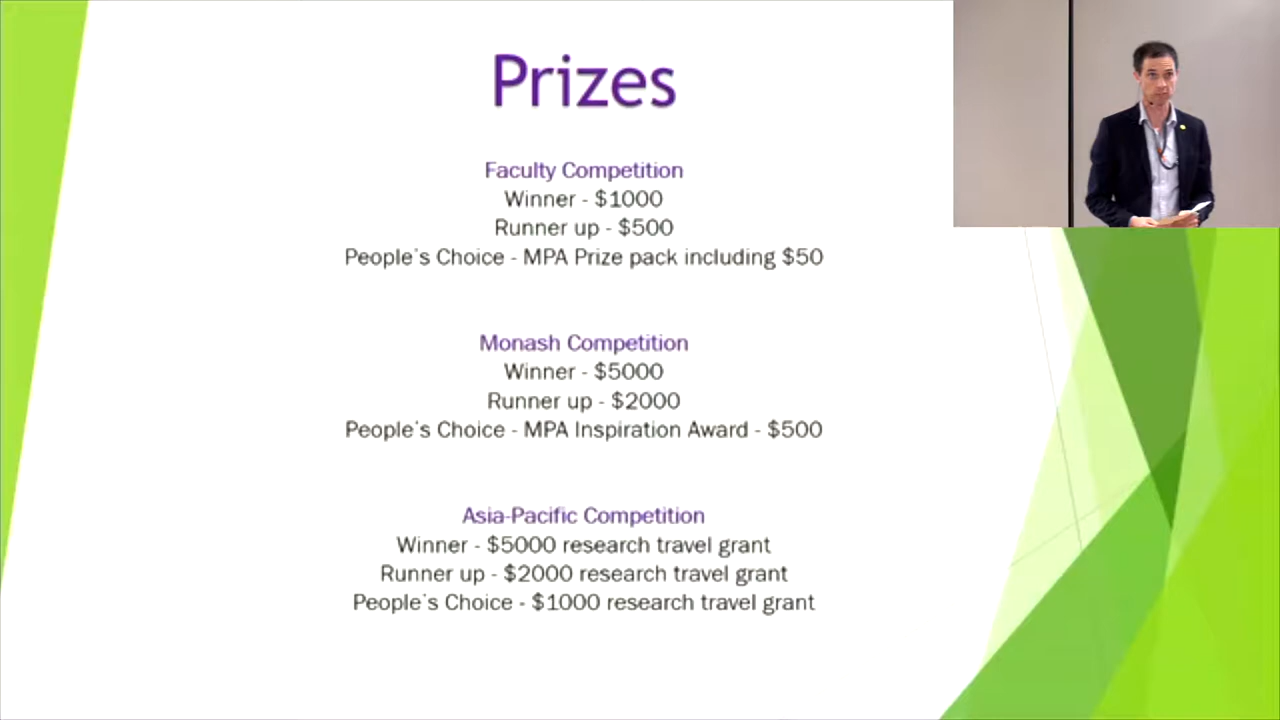 Prizes
Faculty Competition
Winner - $1000
Runner up - $500
People's Choice - MPA Prize pack including $50
Monash Competition
Winner - $5000
Runner up - $2000
People's Choice - MPA Inspiration Award - $500
Asia-Pacific Competition
Winner - $5000 research travel grant
Runner up - $2000 research travel grant
People's Choice - $1000 research travel grant